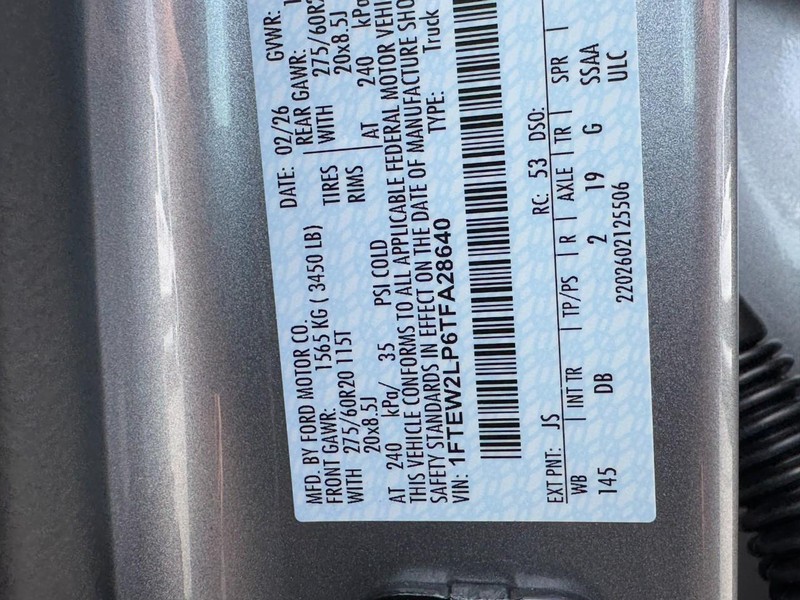 MFD. BY FORD MOTOR CO. DATE: 02/26 GVWR:
FRONT GAWR: 1565 KG ( 3450 LB) REAR GAWR:
WITH 275/60R20 115T TIRES WITH 275/60R2
20x8.5J RIMS 20x8.5J
AT 240 kPa/ 35 PSI COLD AT 240 kPa
THIS VEHICLE CONFORMS TO ALL APPLICABLE FEDERAL MOTOR VEHIC
SAFETY STANDARDS IN EFFECT ON THE DATE OF MANUFACTURE SHO
VIN: 1FTEW2LP6TFA28640 TYPE: Truck
EXT PNT: JS RC: 53 DSO:
WB INT TR TP/PS R AXLE TR SPR
145 DB 2 19 G SSAA
2202602125506 ULC